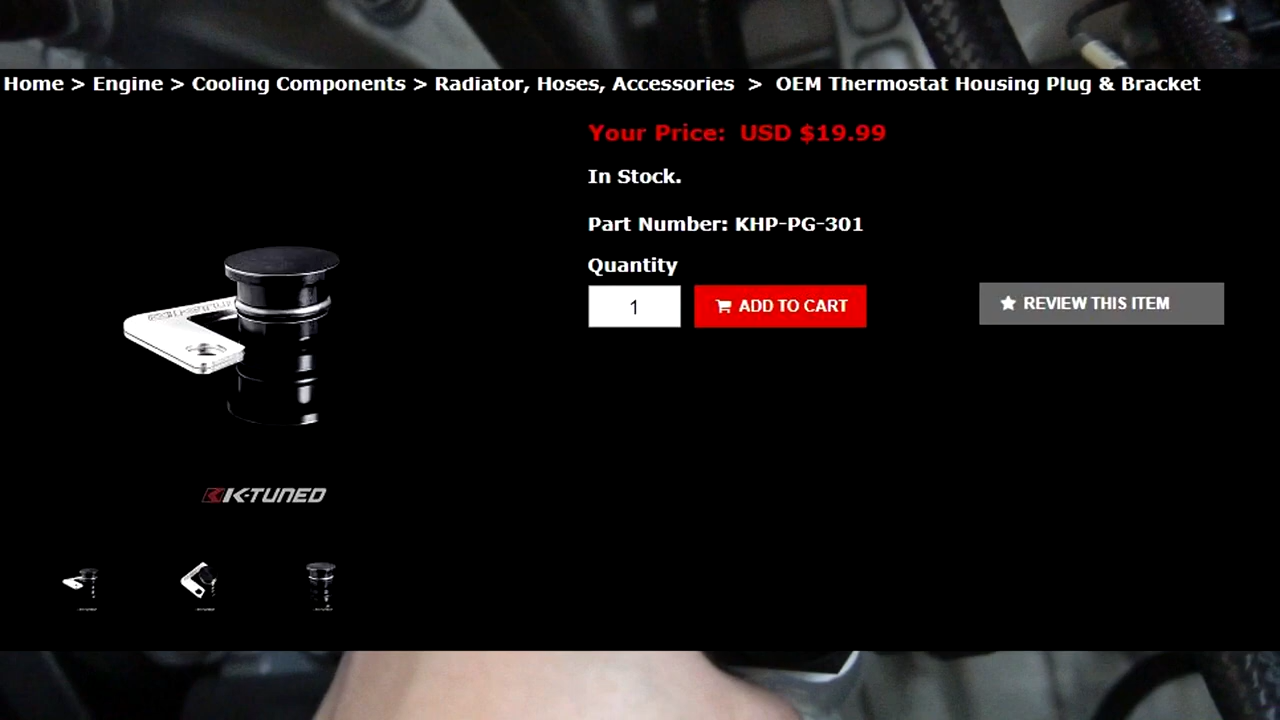 Home > Engine > Cooling Components > Radiator, Hoses, Accessories > OEM Thermostat Housing Plug & Bracket
Your Price: USD $19.99
In Stock.
Part Number: KHP-PG-301
Quantity
1
ADD TO CART
REVIEW THIS ITEM
K-TUNED